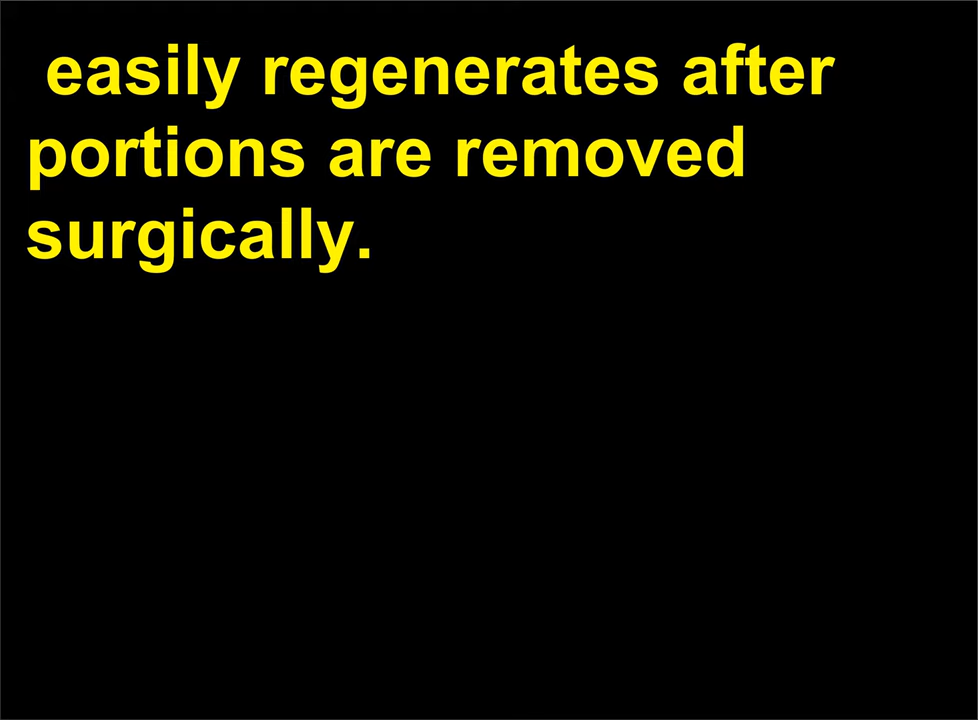 easily regenerates after
portions are removed
surgically.